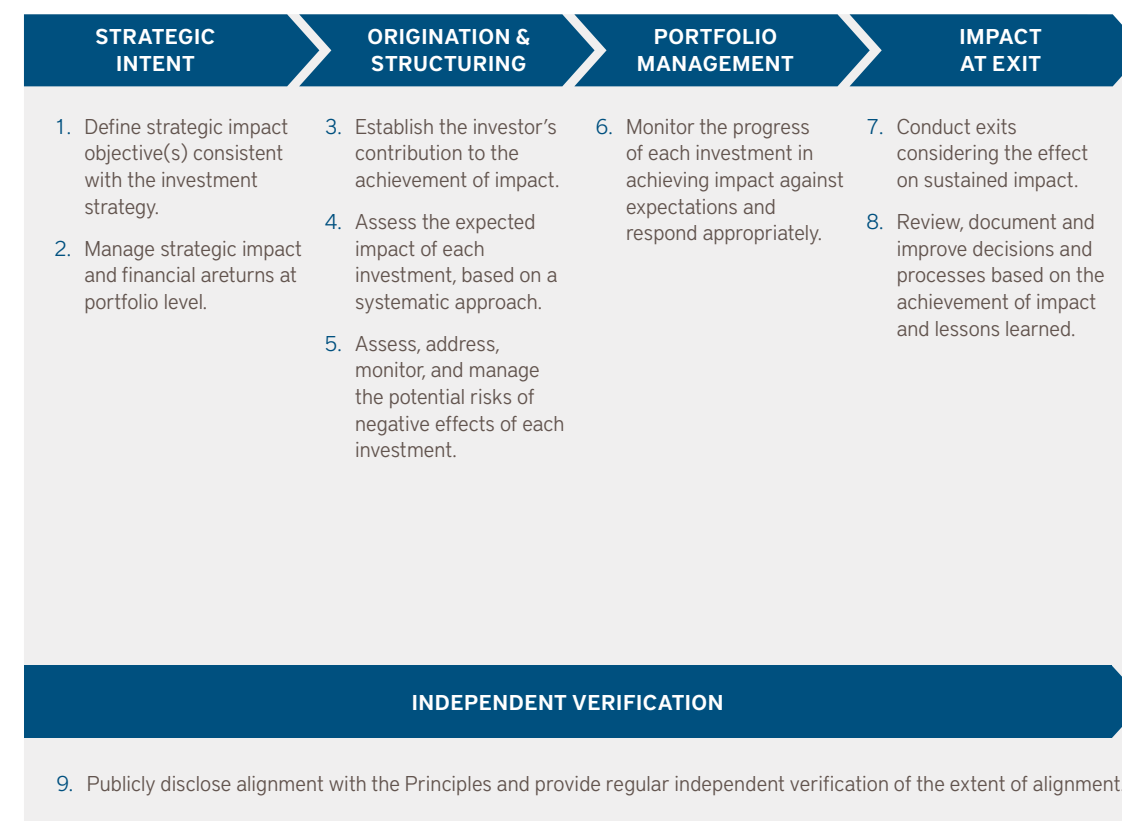 STRATEGIC
INTENT
ORIGINATION &
STRUCTURING
PORTFOLIO
MANAGEMENT
IMPACT
AT EXIT
1. Define strategic impact
objective(s) consistent
with the investment
strategy.
2. Manage strategic impact
and financial areturns at
portfolio level.
3. Establish the investor's
contribution to the
achievement of impact.
4. Assess the expected
impact of each
investment, based on a
systematic approach.
5. Assess, address,
monitor, and manage
the potential risks of
negative effects of each
investment.
6. Monitor the progress
of each investment in
achieving impact against
expectations and
respond appropriately.
7. Conduct exits
considering the effect
on sustained impact.
8. Review, document and
improve decisions and
processes based on the
achievement of impact
and lessons learned.
INDEPENDENT VERIFICATION
9. Publicly disclose alignment with the Principles and provide regular independent verification of the extent of alignment.